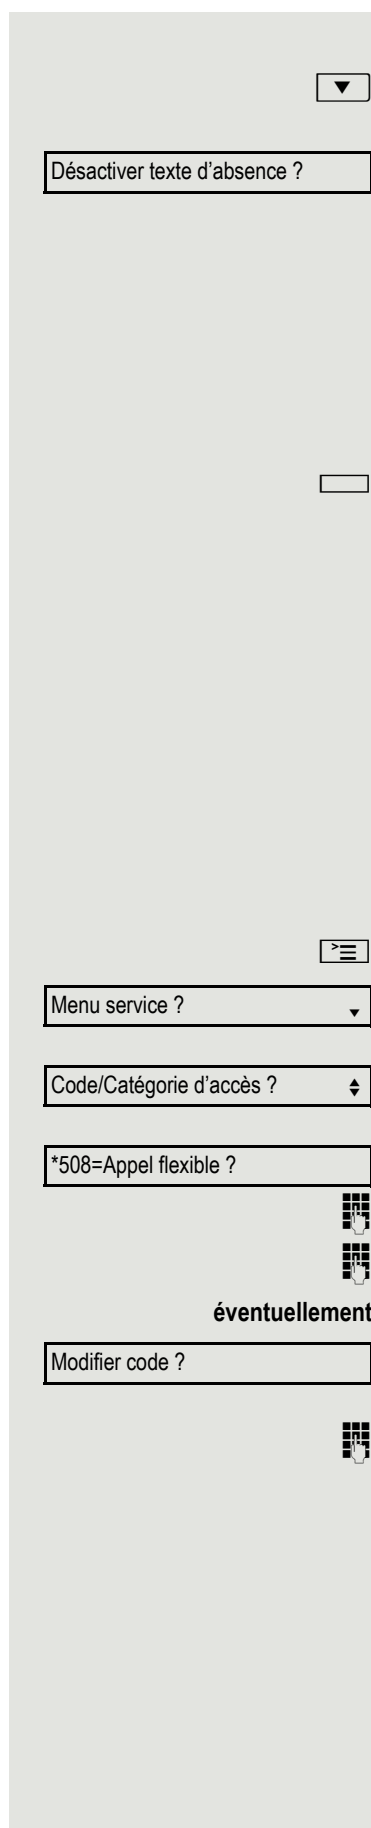 Désactiver texte d'absence ?
Menu service ?
Code/Catégorie d'accès ?
*508=Appel flexible ?
éventuellement
Modifier code ?